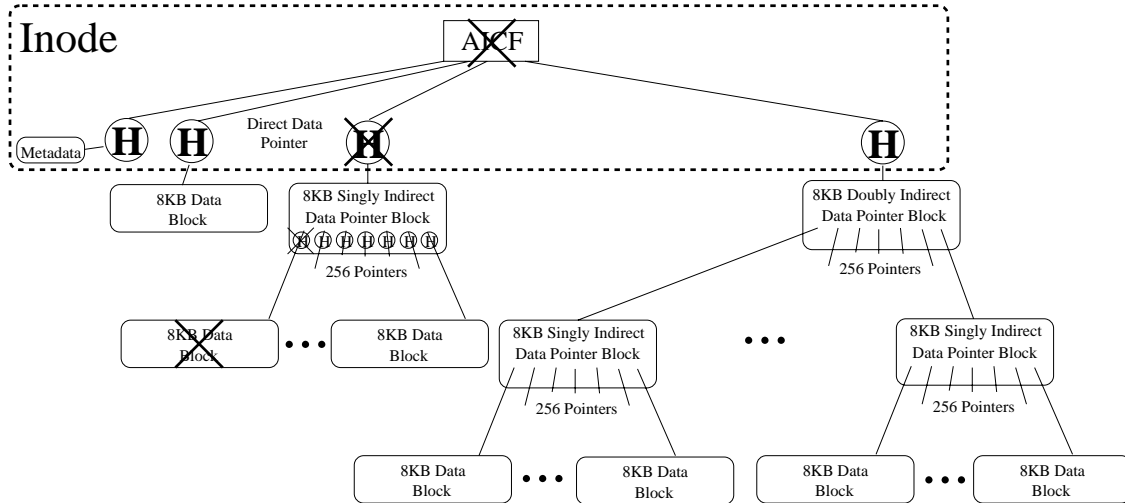 Inode
AICF
H
H
Direct Data
Pointer
H
H
Metadata
8KB Data
Block
8KB Singly Indirect
Data Pointer Block
H H H H H H H
256 Pointers
8KB Doubly Indirect
Data Pointer Block
256 Pointers
8KB Data
Block
8KB Data
Block
8KB Singly Indirect
Data Pointer Block
256 Pointers
8KB Singly Indirect
Data Pointer Block
256 Pointers
8KB Data
Block
8KB Data
Block
8KB Data
Block
8KB Data
Block